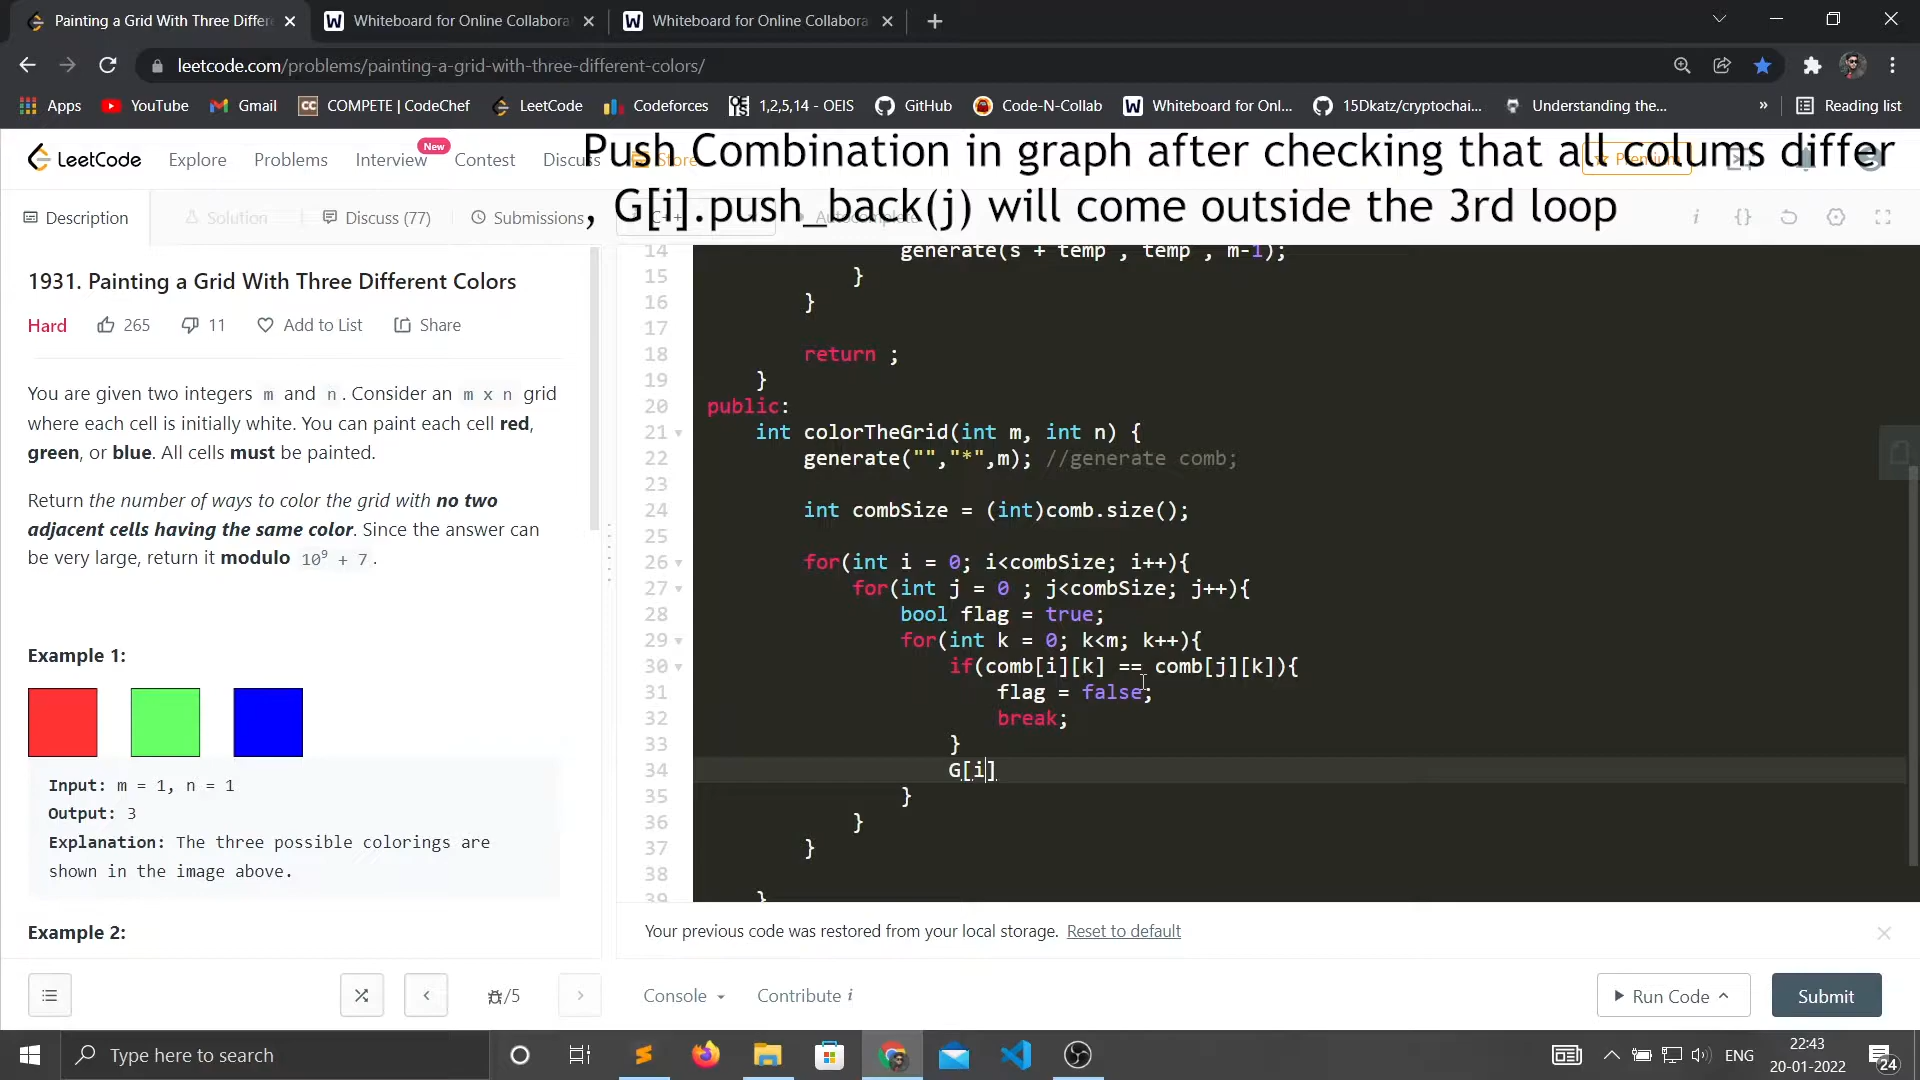 Painting a Grid With Three Differe
Whiteboard for Online Collabora
Whiteboard for Online Collabora
leetcode.com/problems/painting-a-grid-with-three-different-colors/
Apps
YouTube
Gmail
CC COMPETE | CodeChef
LeetCode
Codeforces
1,2,5,14 - OEIS
GitHub
Code-N-Collab
Whiteboard for Onl...
15Dkatz/cryptochai...
Understanding the...
»
Reading list
Push Combination in graph after checking that all colums differ
, G[i].push_back(j) will come outside the 3rd loop
LeetCode
Explore
Problems
Interview
New
Contest
Discuss
Store
Premium
Description
Solution
Discuss (77)
Submissions
C++
Autocomplete
1931. Painting a Grid With Three Different Colors
Hard
265
11
Add to List
Share
You are given two integers m and n. Consider an m x n grid
where each cell is initially white. You can paint each cell red,
green, or blue. All cells must be painted.
Return the number of ways to color the grid with no two
adjacent cells having the same color. Since the answer can
be very large, return it modulo 10⁹ + 7.
Example 1:
Input: m = 1, n = 1
Output: 3
Explanation: The three possible colorings are
shown in the image above.
Example 2:
14 generate(s + temp , temp , m-1);
15 }
16 }
17
18 return ;
19 }
20 public:
21 int colorTheGrid(int m, int n) {
22 generate("","*",m); //generate comb;
23
24 int combSize = (int)comb.size();
25
26 for(int i = 0; i<combSize; i++){
27 for(int j = 0 ; j<combSize; j++){
28 bool flag = true;
29 for(int k = 0; k<m; k++){
30 if(comb[i][k] == comb[j][k]){
31 flag = false;
32 break;
33 }
34 G[i]
35 }
36 }
37 }
38
39 }
Your previous code was restored from your local storage. Reset to default
/5
Console
Contribute i
Run Code
Submit
Type here to search
ENG
22:43
20-01-2022
24